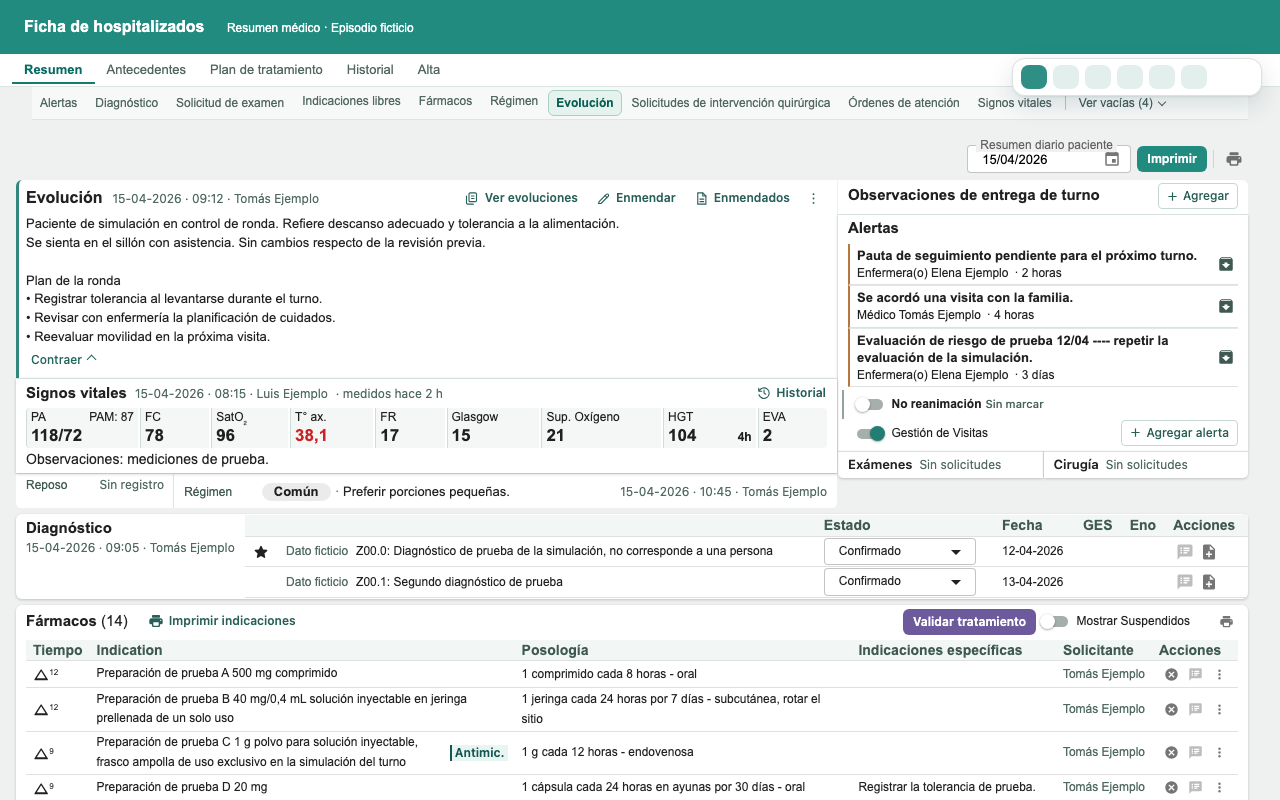 Ficha de hospitalizados Resumen médico · Episodio ficticio
Resumen Antecedentes Plan de tratamiento Historial Alta
Alertas Diagnóstico Solicitud de examen Indicaciones libres Fármacos Régimen Evolución Solicitudes de intervención quirúrgica Órdenes de atención Signos vitales Ver vacías (4)
Resumen diario paciente
15/04/2026 Imprimir
Evolución 15-04-2026 · 09:12 · Tomás Ejemplo Ver evoluciones Enmendar Enmendados
Paciente de simulación en control de ronda. Refiere descanso adecuado y tolerancia a la alimentación.
Se sienta en el sillón con asistencia. Sin cambios respecto de la revisión previa.
Plan de la ronda
• Registrar tolerancia al levantarse durante el turno.
• Revisar con enfermería la planificación de cuidados.
• Reevaluar movilidad en la próxima visita.
Contraer
Signos vitales 15-04-2026 · 08:15 · Luis Ejemplo · medidos hace 2 h Historial
PA PAM: 87 FC SatO2 T° ax. FR Glasgow Sup. Oxígeno HGT EVA
118/72 78 96 38,1 17 15 21 104 4h 2
Observaciones: mediciones de prueba.
Reposo Sin registro Régimen Común · Preferir porciones pequeñas. 15-04-2026 · 10:45 · Tomás Ejemplo
Observaciones de entrega de turno + Agregar
Alertas
Pauta de seguimiento pendiente para el próximo turno.
Enfermera(o) Elena Ejemplo · 2 horas
Se acordó una visita con la familia.
Médico Tomás Ejemplo · 4 horas
Evaluación de riesgo de prueba 12/04 ---- repetir la
evaluación de la simulación.
Enfermera(o) Elena Ejemplo · 3 días
No reanimación Sin marcar
Gestión de Visitas + Agregar alerta
Exámenes Sin solicitudes Cirugía Sin solicitudes
Diagnóstico
15-04-2026 · 09:05 · Tomás Ejemplo
Estado Fecha GES Eno Acciones
Dato ficticio Z00.0: Diagnóstico de prueba de la simulación, no corresponde a una persona Confirmado 12-04-2026
Dato ficticio Z00.1: Segundo diagnóstico de prueba Confirmado 13-04-2026
Fármacos (14) Imprimir indicaciones Validar tratamiento Mostrar Suspendidos
Tiempo Indication Posología Indicaciones específicas Solicitante Acciones
12 Preparación de prueba A 500 mg comprimido 1 comprimido cada 8 horas - oral Tomás Ejemplo
12 Preparación de prueba B 40 mg/0,4 mL solución inyectable en jeringa prellenada de un solo uso 1 jeringa cada 24 horas por 7 días - subcutánea, rotar el sitio Tomás Ejemplo
9 Preparación de prueba C 1 g polvo para solución inyectable, frasco ampolla de uso exclusivo en la simulación del turno Antimic. 1 g cada 12 horas - endovenosa Tomás Ejemplo
9 Preparación de prueba D 20 mg 1 cápsula cada 24 horas en ayunas por 30 días - oral Registrar la tolerancia de prueba. Tomás Ejemplo